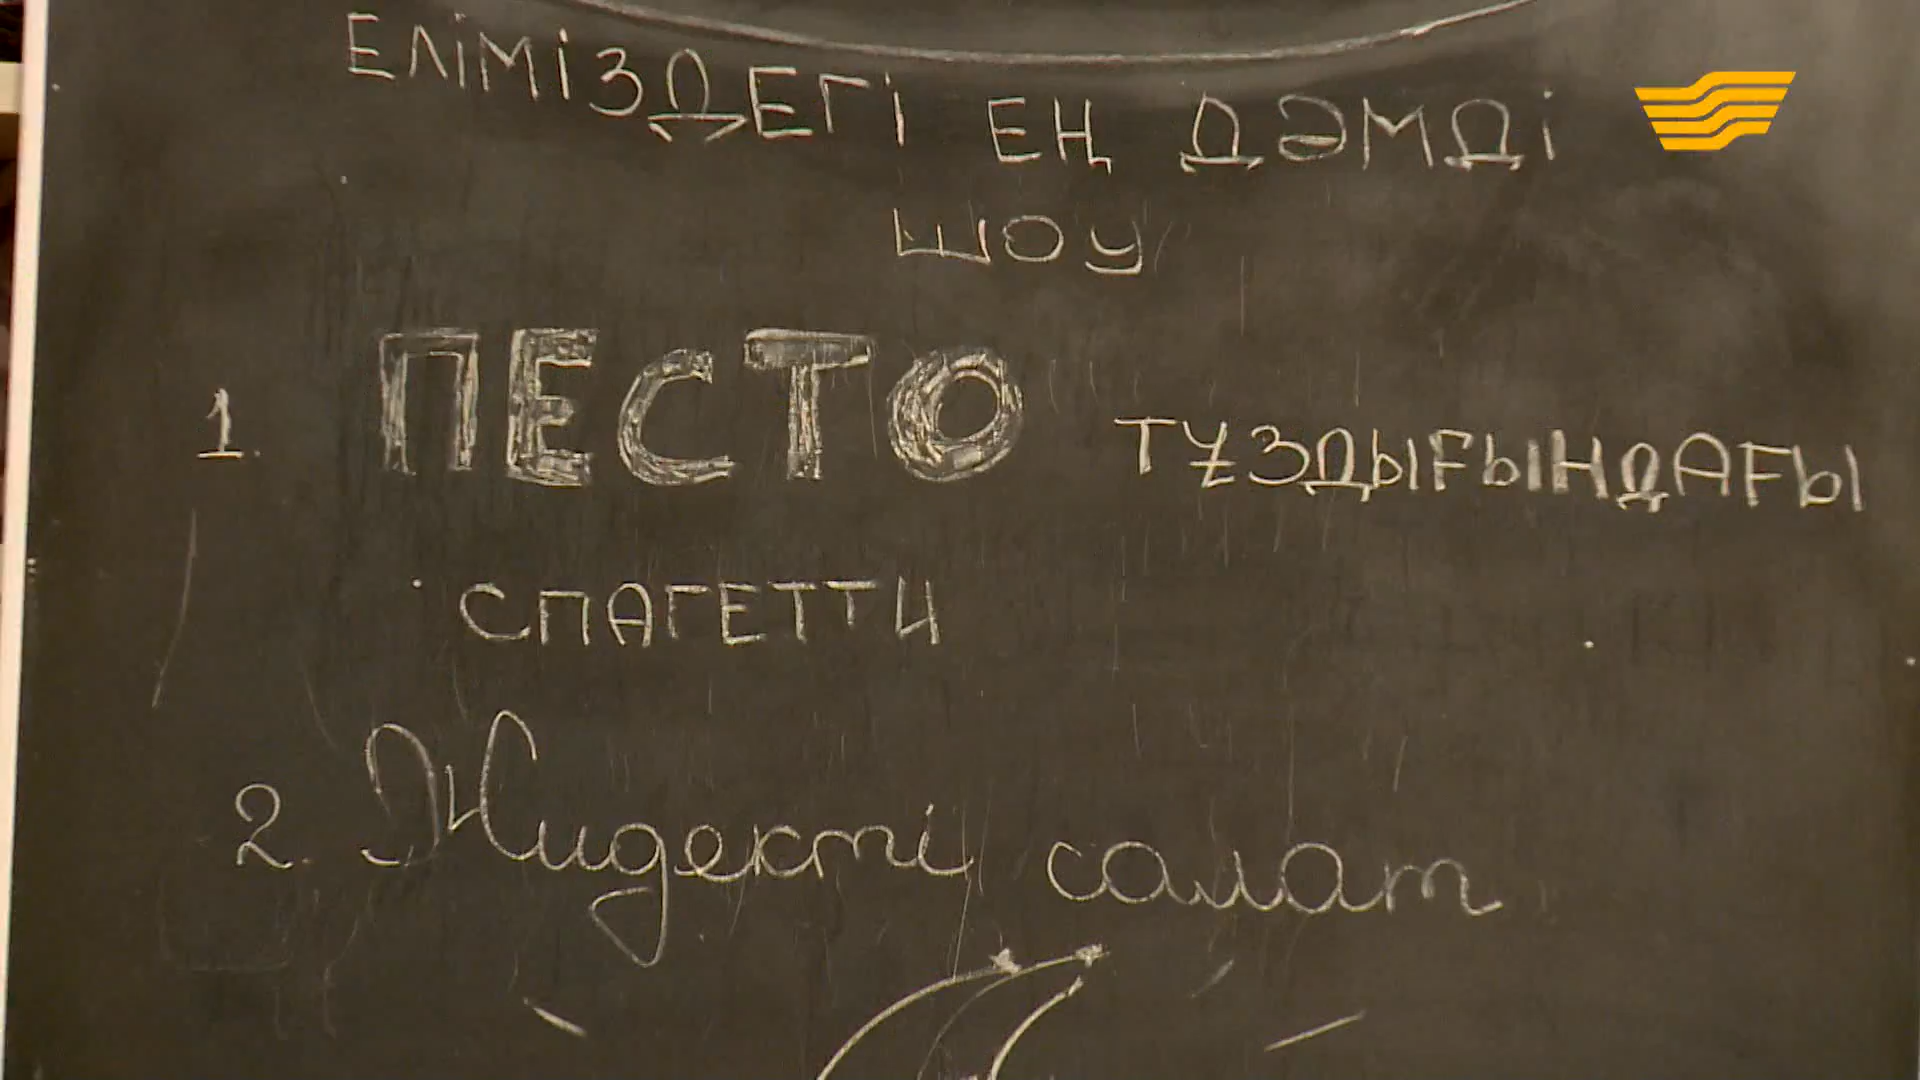 ЕЛІМІЗДЕГІ ЕҢ ДӘМДІ
ШОУ
1. ПЕСТО ТҰЗДЫҒЫНДАҒЫ
СПАГЕТТИ
2. Жидекті салат